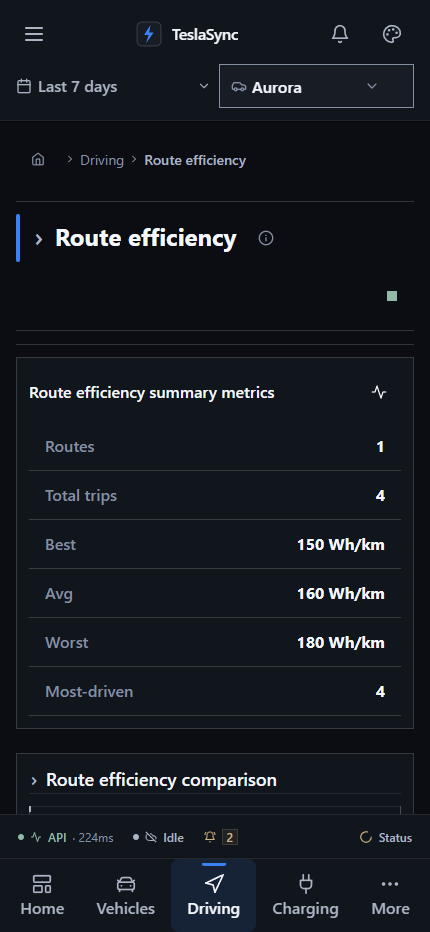 TeslaSync
Last 7 days
Aurora
Driving
Route efficiency
Route efficiency
Route efficiency summary metrics
Routes 1
Total trips 4
Best 150 Wh/km
Avg 160 Wh/km
Worst 180 Wh/km
Most-driven 4
Route efficiency comparison
API · 224ms
Idle
2
Status
Home
Vehicles
Driving
Charging
More